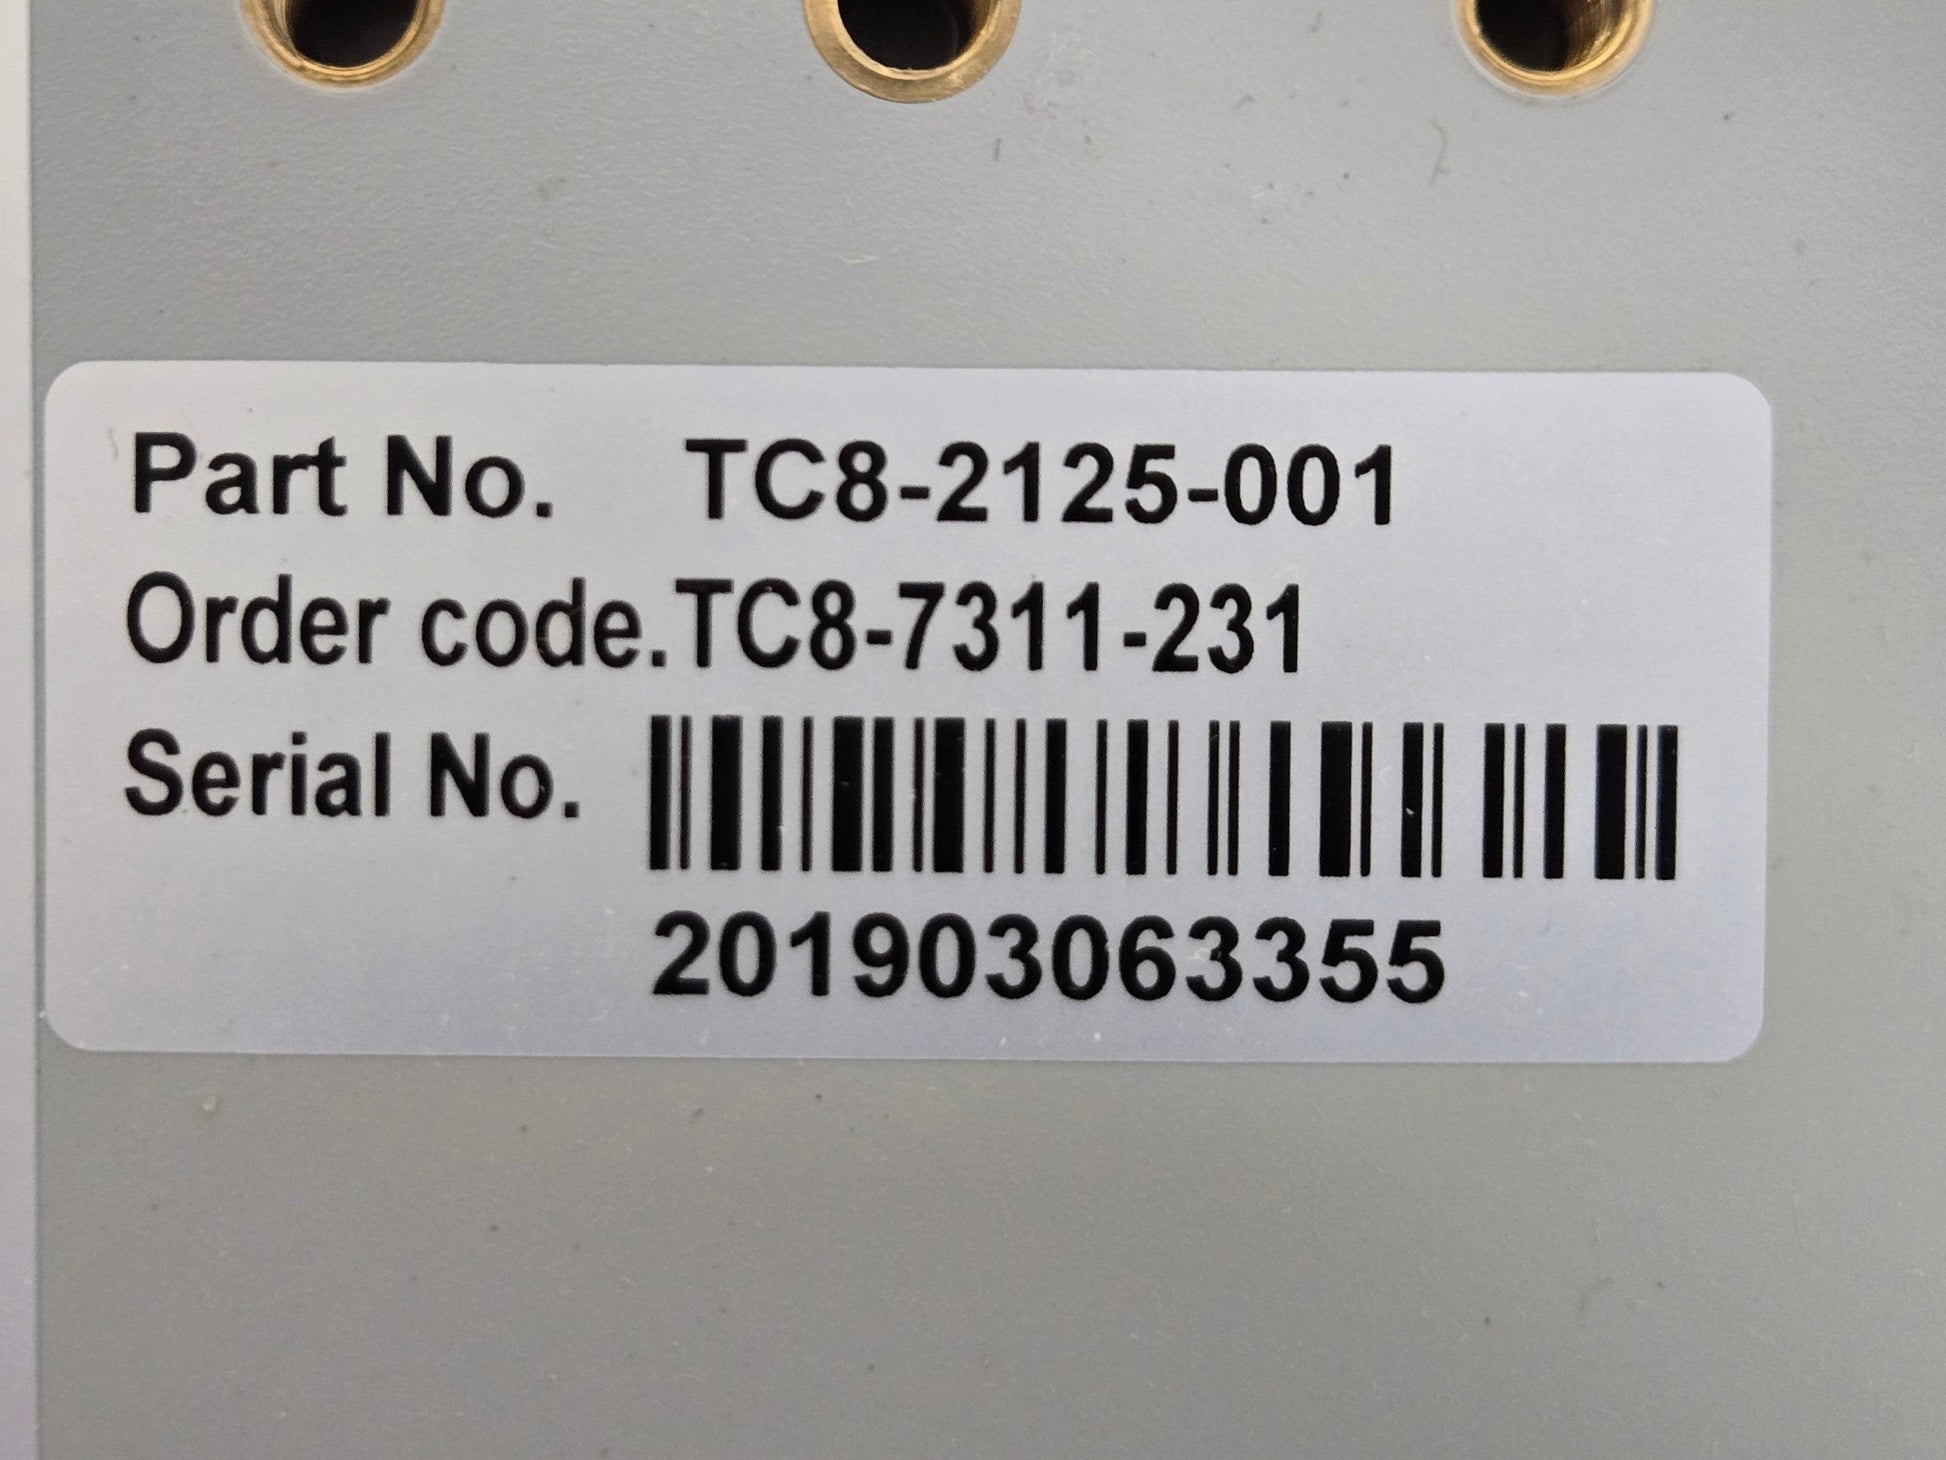 Part No. TC8-2125-001
Order code.TC8-7311-231
Serial No.
201903063355